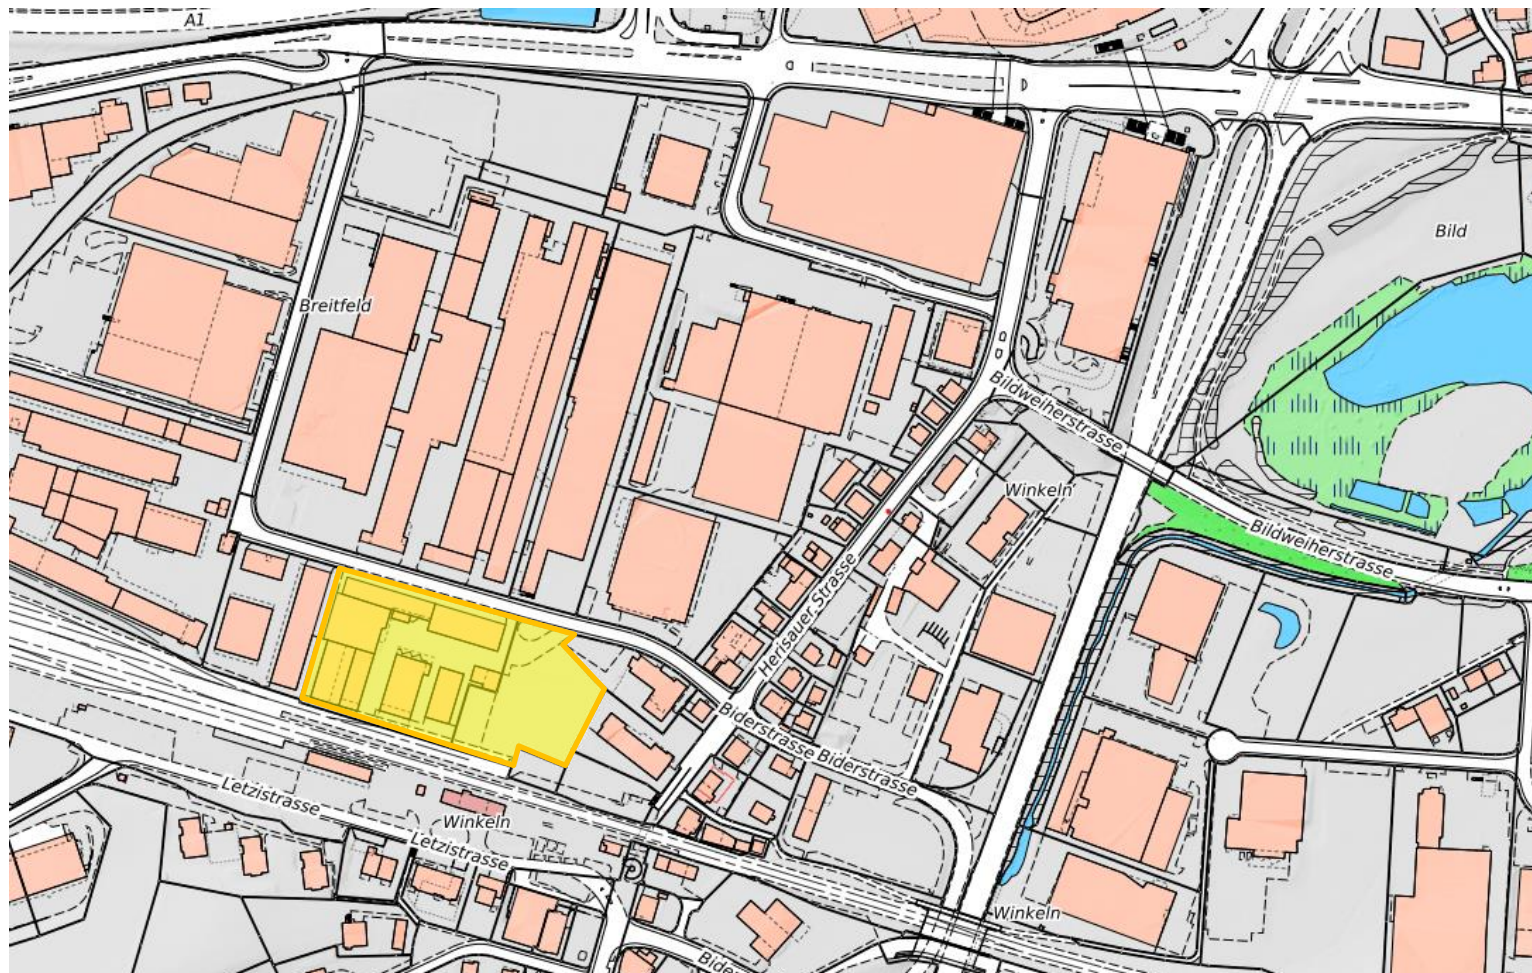 A1
Bild
Breitfeld
Bildweiherstrasse
Winkeln
Bildweiherstrasse
Herisauer Strasse
Biderstrasse Biderstrasse
Letzistrasse
Winkeln
Letzistrasse
Winkeln